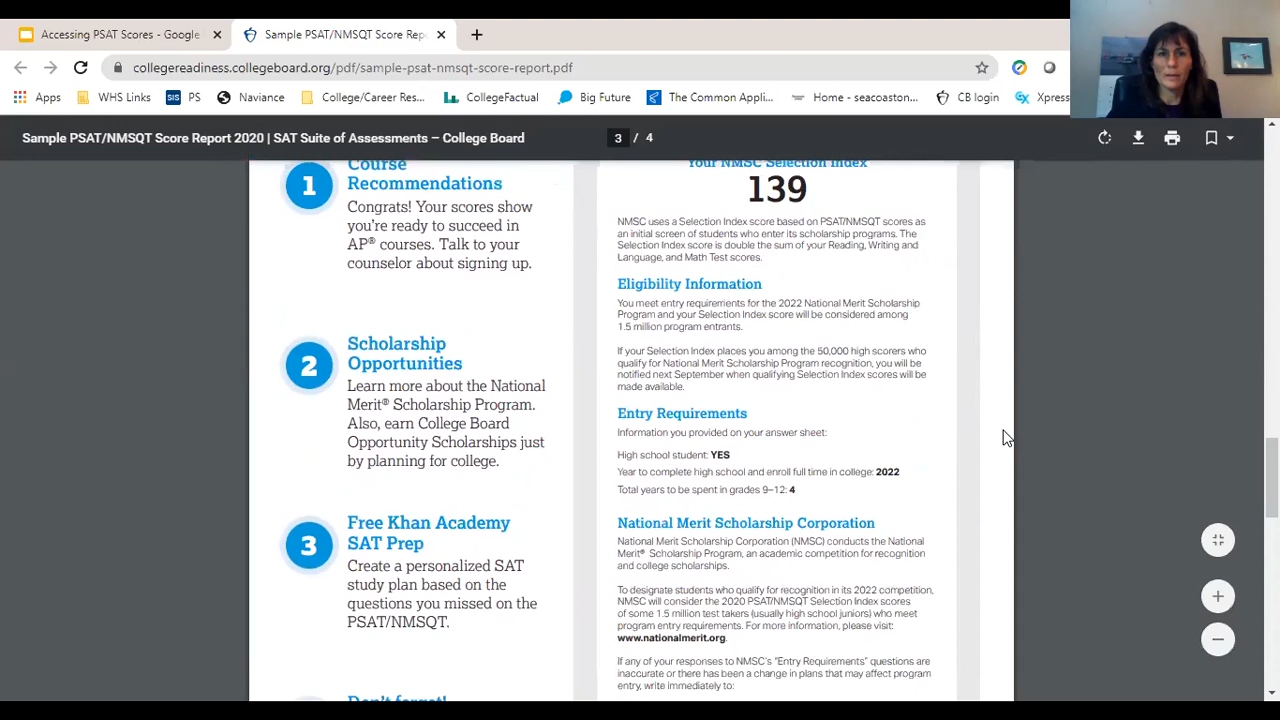 Accessing PSAT Scores - Google
Sample PSAT/NMSQT Score Rep
collegereadiness.collegeboard.org/pdf/sample-psat-nmsqt-score-report.pdf
Apps
WHS Links
SIS
PS
Naviance
College/Career Res...
CollegeFactual
Big Future
The Common Appli...
Home - seacoaston...
CB login
Xpress
Sample PSAT/NMSQT Score Report 2020 | SAT Suite of Assessments – College Board
3 / 4
1
Course
Recommendations
Congrats! Your scores show
you're ready to succeed in
AP® courses. Talk to your
counselor about signing up.
2
Scholarship
Opportunities
Learn more about the National
Merit® Scholarship Program.
Also, earn College Board
Opportunity Scholarships just
by planning for college.
3
Free Khan Academy
SAT Prep
Create a personalized SAT
study plan based on the
questions you missed on the
PSAT/NMSQT.
Don't forget!
Your NMSC Selection Index
139
NMSC uses a Selection Index score based on PSAT/NMSQT scores as
an initial screen of students who enter its scholarship programs. The
Selection Index score is double the sum of your Reading, Writing and
Language, and Math Test scores.
Eligibility Information
You meet entry requirements for the 2022 National Merit Scholarship
Program and your Selection Index score will be considered among
1.5 million program entrants.
If your Selection Index places you among the 50,000 high scorers who
qualify for National Merit Scholarship Program recognition, you will be
notified next September when qualifying Selection Index scores will be
made available.
Entry Requirements
Information you provided on your answer sheet:
High school student: YES
Year to complete high school and enroll full time in college: 2022
Total years to be spent in grades 9–12: 4
National Merit Scholarship Corporation
National Merit Scholarship Corporation (NMSC) conducts the National
Merit® Scholarship Program, an academic competition for recognition
and college scholarships.
To designate students who qualify for recognition in its 2022 competition,
NMSC will consider the 2020 PSAT/NMSQT Selection Index scores
of some 1.5 million test takers (usually high school juniors) who meet
program entry requirements. For more information, please visit:
www.nationalmerit.org.
If any of your responses to NMSC's "Entry Requirements" questions are
inaccurate or there has been a change in plans that may affect program
entry, write immediately to: